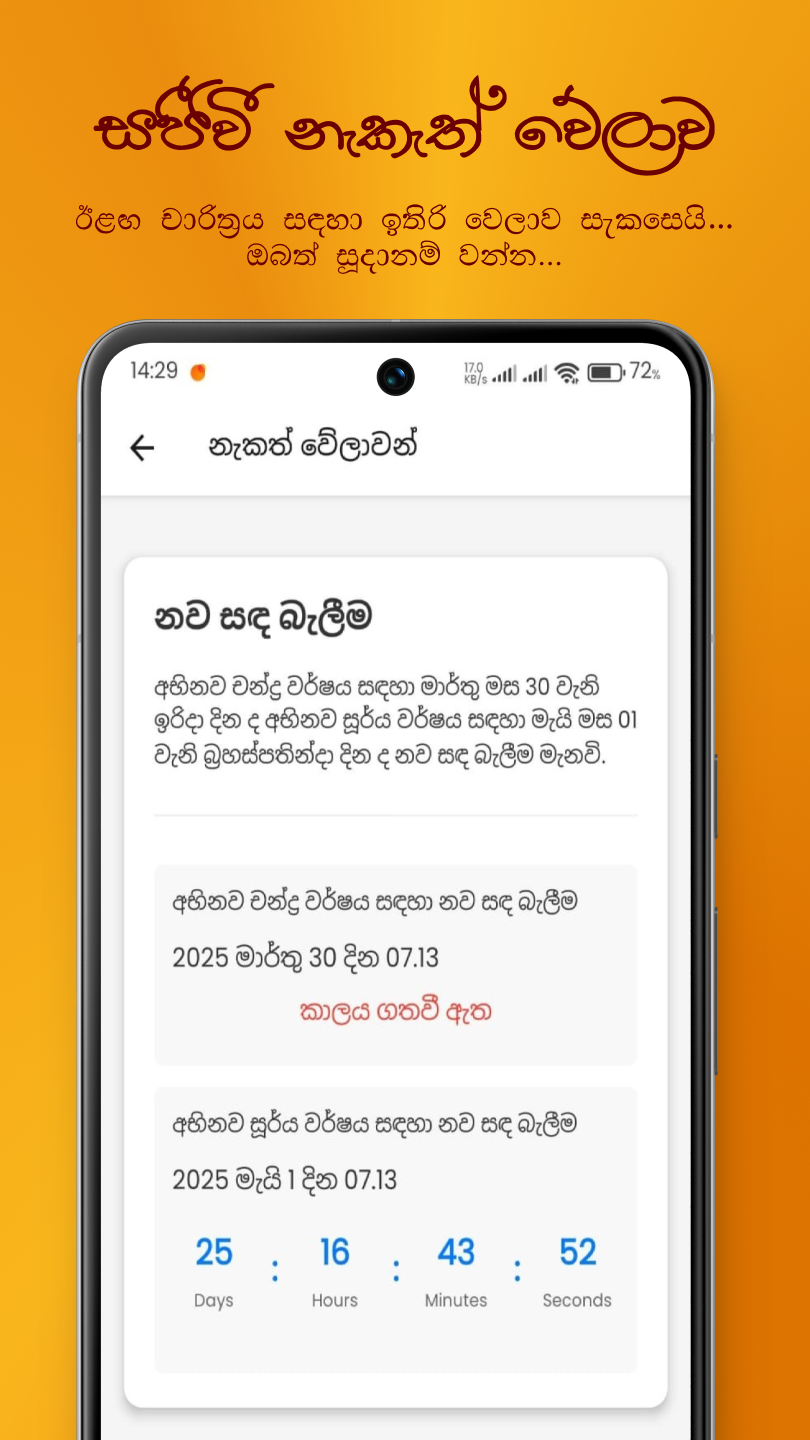 සජීවී නැකැත් වේලාව
ඊළඟ චාරිත්‍රය සඳහා ඉතිරි වෙලාව සැකසෙයි...
ඔබත් සූදානම් වන්න...
14:29 17.0 KB/s 72%
නැකත් වේලාවන්
නව සඳ බැලීම
අභිනව චන්ද්‍ර වර්ෂය සඳහා මාර්තු මස 30 වැනි
ඉරිදා දින ද අභිනව සූර්ය වර්ෂය සඳහා මැයි මස 01
වැනි බ්‍රහස්පතින්දා දින ද නව සඳ බැලීම මැනවි.
අභිනව චන්ද්‍ර වර්ෂය සඳහා නව සඳ බැලීම
2025 මාර්තු 30 දින 07.13
කාලය ගතවී ඇත
අභිනව සූර්ය වර්ෂය සඳහා නව සඳ බැලීම
2025 මැයි 1 දින 07.13
25 : 16 : 43 : 52
Days Hours Minutes Seconds